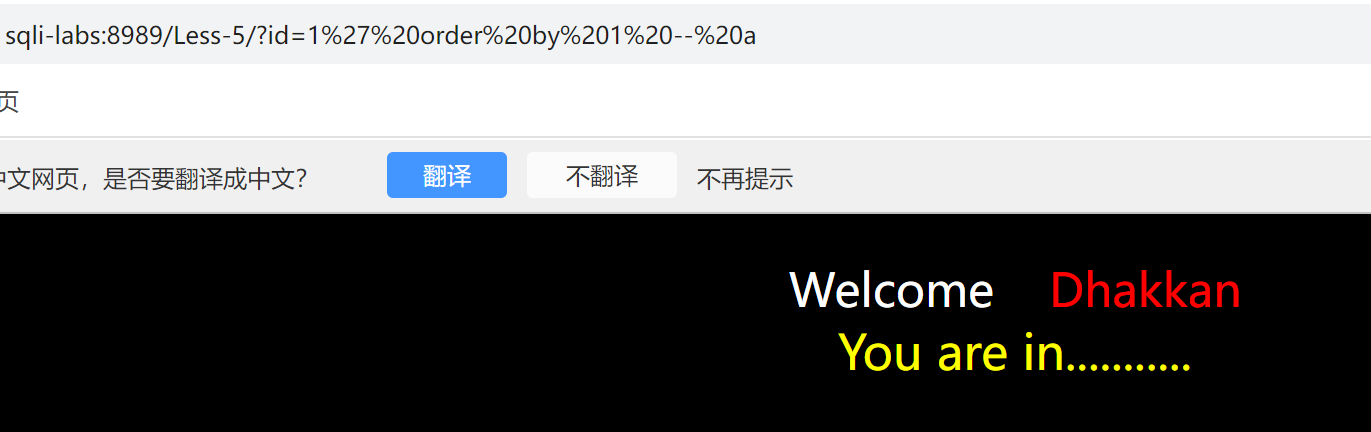 sqli-labs:8989/Less-5/?id=1%27%20order%20by%201%20--%20a
页
中文网页，是否要翻译成中文？ 翻译 不翻译 不再提示
Welcome Dhakkan
You are in...........